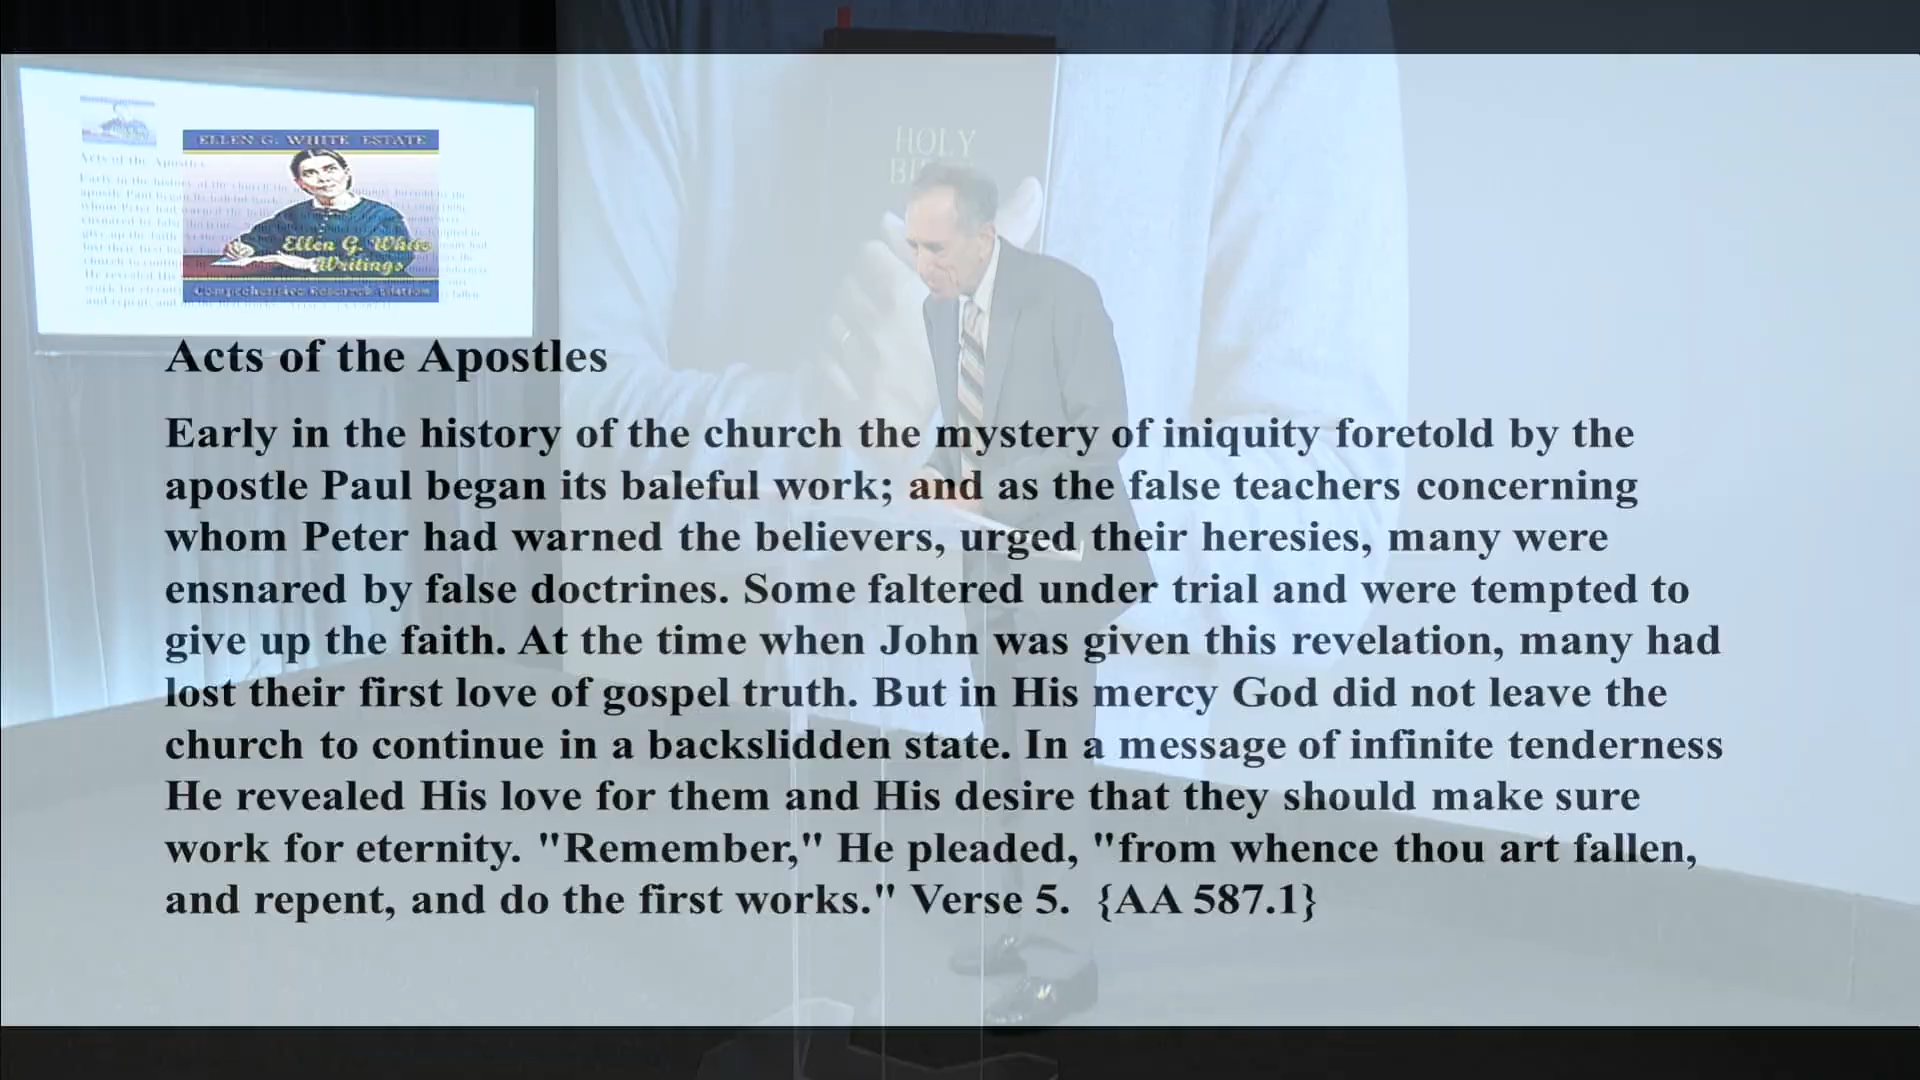 HOLY
ELLEN G. WHITE ESTATE
Ellen G. White
Writings
Comprehensive Research Edition
Acts of the Apostles
Early in the history of the church the mystery of iniquity foretold by the
apostle Paul began its baleful work; and as the false teachers concerning
whom Peter had warned the believers, urged their heresies, many were
ensnared by false doctrines. Some faltered under trial and were tempted to
give up the faith. At the time when John was given this revelation, many had
lost their first love of gospel truth. But in His mercy God did not leave the
church to continue in a backslidden state. In a message of infinite tenderness
He revealed His love for them and His desire that they should make sure
work for eternity. "Remember," He pleaded, "from whence thou art fallen,
and repent, and do the first works." Verse 5. {AA 587.1}